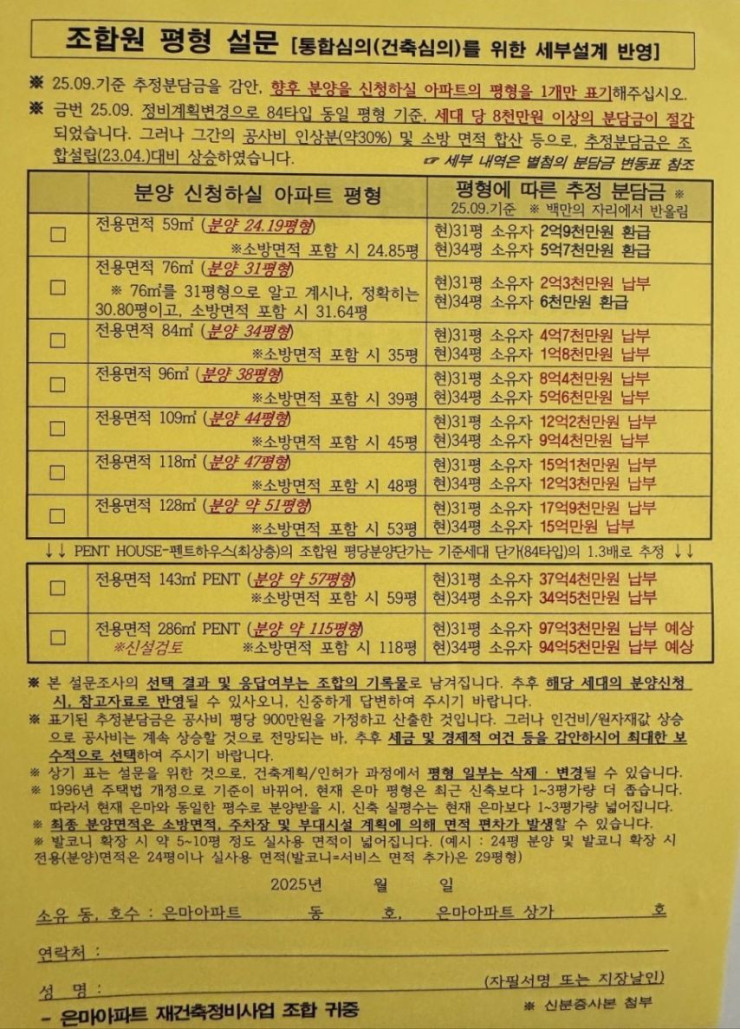 조합원 평형 설문 [통합심의(건축심의)를 위한 세부설계 반영]
※ 25.09.기준 추정분담금을 감안, 향후 분양을 신청하실 아파트의 평형을 1개만 표기해주십시오.
※ 금번 25.09. 정비계획변경으로 84타입 동일 평형 기준, 세대 당 8천만원 이상의 분담금이 절감
되었습니다. 그러나 그간의 공사비 인상분(약30%) 및 소방 면적 합산 등으로, 추정분담금은 조
합설립(23.04.)대비 상승하였습니다.
☞ 세부 내역은 별첨의 분담금 변동표 참조
분양 신청하실 아파트 평형
평형에 따른 추정 분담금 ※
25.09.기준 ※ 백만의 자리에서 반올림
□ 전용면적 59㎡ (분양 24.19평형)
※소방면적 포함 시 24.85평
현)31평 소유자 2억9천만원 환급
현)34평 소유자 5억7천만원 환급
□ 전용면적 76㎡ (분양 31평형)
※ 76㎡를 31평형으로 알고 계시나, 정확히는
30.80평이고, 소방면적 포함 시 31.64평
현)31평 소유자 2억3천만원 납부
현)34평 소유자 6천만원 환급
□ 전용면적 84㎡ (분양 34평형)
※소방면적 포함 시 35평
현)31평 소유자 4억7천만원 납부
현)34평 소유자 1억8천만원 납부
□ 전용면적 96㎡ (분양 38평형)
※소방면적 포함 시 39평
현)31평 소유자 8억4천만원 납부
현)34평 소유자 5억6천만원 납부
□ 전용면적 109㎡ (분양 44평형)
※소방면적 포함 시 45평
현)31평 소유자 12억2천만원 납부
현)34평 소유자 9억4천만원 납부
□ 전용면적 118㎡ (분양 47평형)
※소방면적 포함 시 48평
현)31평 소유자 15억1천만원 납부
현)34평 소유자 12억3천만원 납부
□ 전용면적 128㎡ (분양 약 51평형)
※소방면적 포함 시 53평
현)31평 소유자 17억9천만원 납부
현)34평 소유자 15억만원 납부
↓↓ PENT HOUSE-펜트하우스(최상층)의 조합원 평당분양단가는 기준세대 단가(84타입)의 1.3배로 추정 ↓↓
□ 전용면적 143㎡ PENT (분양 약 57평형)
※소방면적 포함 시 59평
현)31평 소유자 37억4천만원 납부
현)34평 소유자 34억5천만원 납부
□ 전용면적 286㎡ PENT (분양 약 115평형)
※신설검토 ※소방면적 포함 시 118평
현)31평 소유자 97억3천만원 납부 예상
현)34평 소유자 94억5천만원 납부 예상
※ 본 설문조사의 선택 결과 및 응답여부는 조합의 기록물로 남겨집니다. 추후 해당 세대의 분양신청
시, 참고자료로 반영될 수 있사오니, 신중하게 답변하여 주시기 바랍니다.
※ 표기된 추정분담금은 공사비 평당 900만원을 가정하고 산출한 것입니다. 그러나 인건비/원자재값 상승
으로 공사비는 계속 상승할 것으로 전망되는 바, 추후 세금 및 경제적 여건 등을 감안하시어 최대한 보
수적으로 선택하여 주시기 바랍니다.
※ 상기 표는 설문을 위한 것으로, 건축계획/인허가 과정에서 평형 일부는 삭제·변경될 수 있습니다.
※ 1996년 주택법 개정으로 기준이 바뀌어, 현재 은마 평형은 최근 신축보다 1~3평가량 더 좁습니다.
따라서 현재 은마와 동일한 평수로 분양받을 시, 신축 실평수는 현재 은마보다 1~3평가량 넓어집니다.
※ 최종 분양면적은 소방면적, 주차장 및 부대시설 계획에 의해 면적 편차가 발생할 수 있습니다.
※ 발코니 확장 시 약 5~10평 정도 실사용 면적이 넓어집니다. (예시 : 24평 분양 및 발코니 확장 시
전용(분양)면적은 24평이나 실사용 면적(발코니=서비스 면적 추가)은 29평형)
2025년 월 일
소유 동, 호수 : 은마아파트 동 호, 은마아파트 상가 호
연락처 :
성 명 : (자필서명 또는 지장날인)
- 은마아파트 재건축정비사업 조합 귀중 ※ 신분증사본 첨부